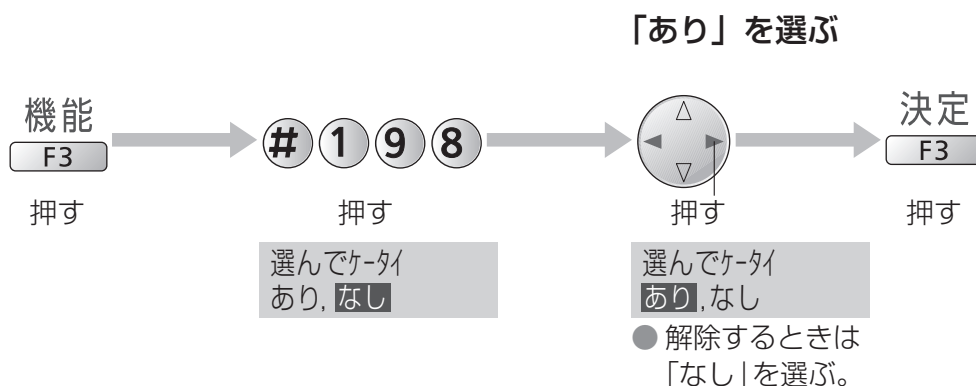 「あり」を選ぶ
機能
F3
押す
#198
押す
選んでｹｰﾀｲ
あり,なし
押す
選んでｹｰﾀｲ
あり,なし
● 解除するときは
「なし」を選ぶ。
決定
F3
押す